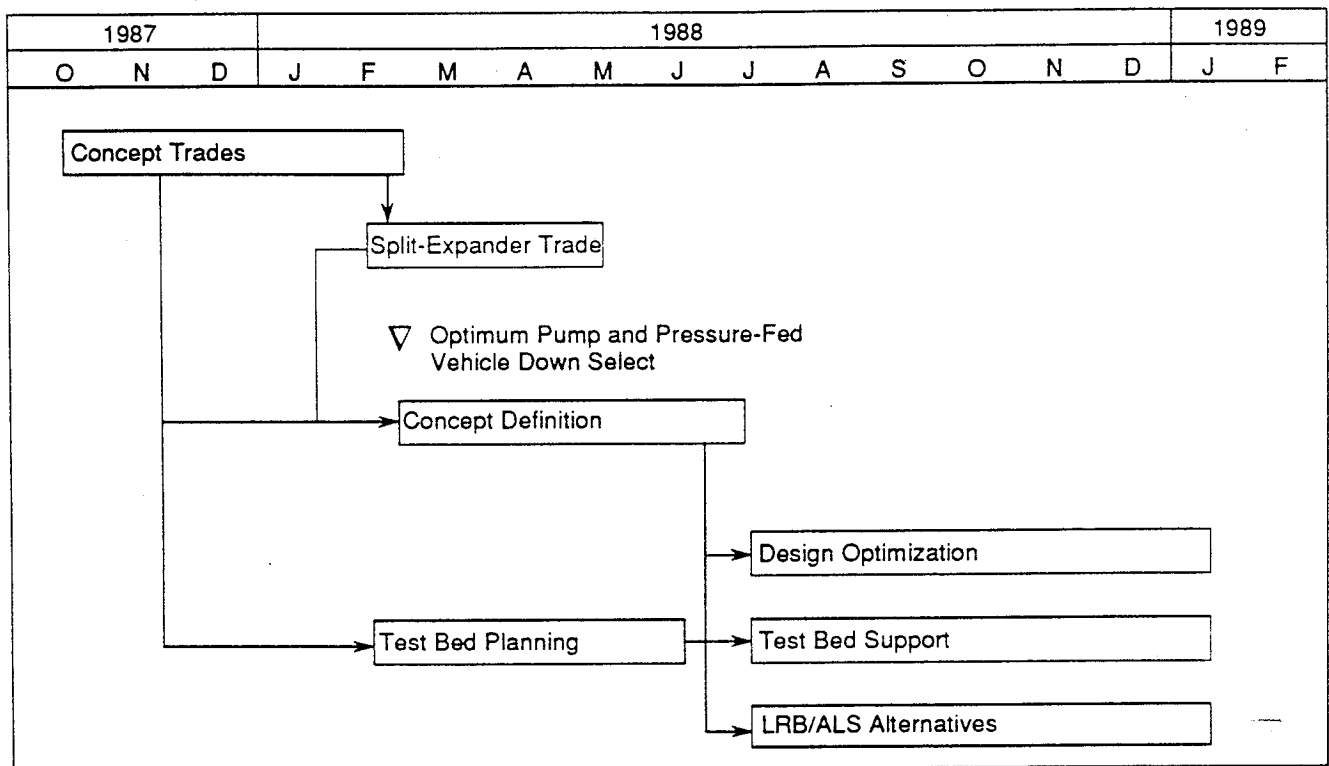 1987 1988 1989
O N D J F M A M J J A S O N D J F
Concept Trades
Split-Expander Trade
Optimum Pump and Pressure-Fed
Vehicle Down Select
Concept Definition
Design Optimization
Test Bed Planning
Test Bed Support
LRB/ALS Alternatives